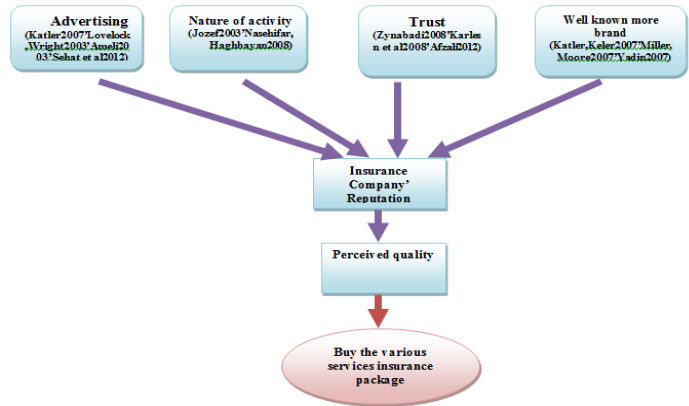 Advertising
(Katler2007'Lovelock
,Wright2003'Ameli20
03'Sehat et al2012)
Nature of activity
(Jozef2003'Nasehifar,
Haghbayan2008)
Trust
(Zynabadi2008'Karles
n et al2008'Afzali2012)
Well known more
brand
(Katler,Keler2007'Miller,
Moore2007'Yadin2007)
Insurance
Company'
Reputation
Perceived quality
Buy the various
services insurance
package